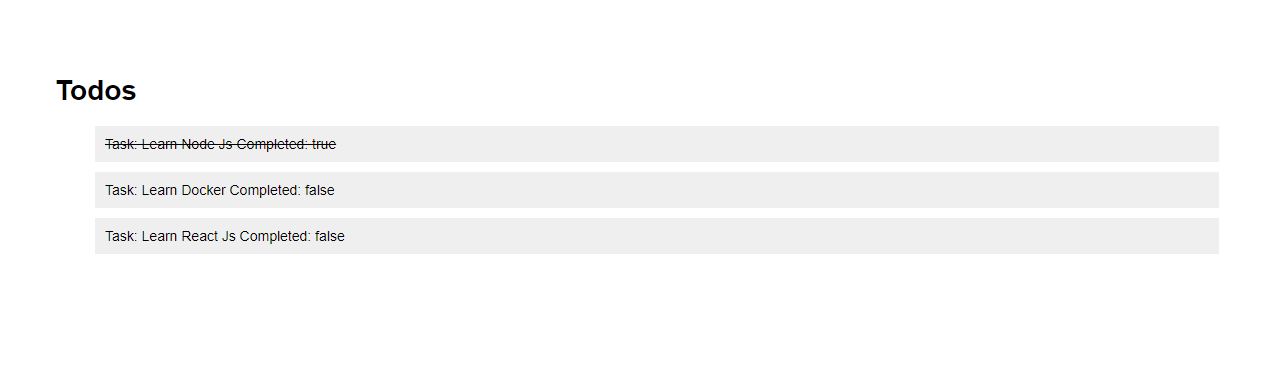 Todos
Task: Learn Node Js Completed: true
Task: Learn Docker Completed: false
Task: Learn React Js Completed: false